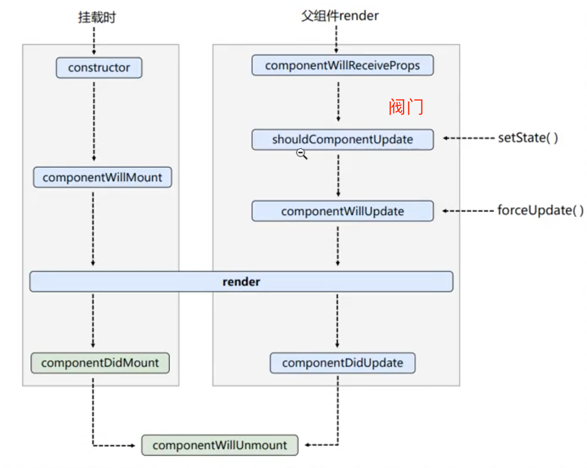 挂载时
父组件render
constructor
componentWillReceiveProps
阀门
shouldComponentUpdate
setState( )
componentWillMount
componentWillUpdate
forceUpdate( )
render
componentDidMount
componentDidUpdate
componentWillUnmount